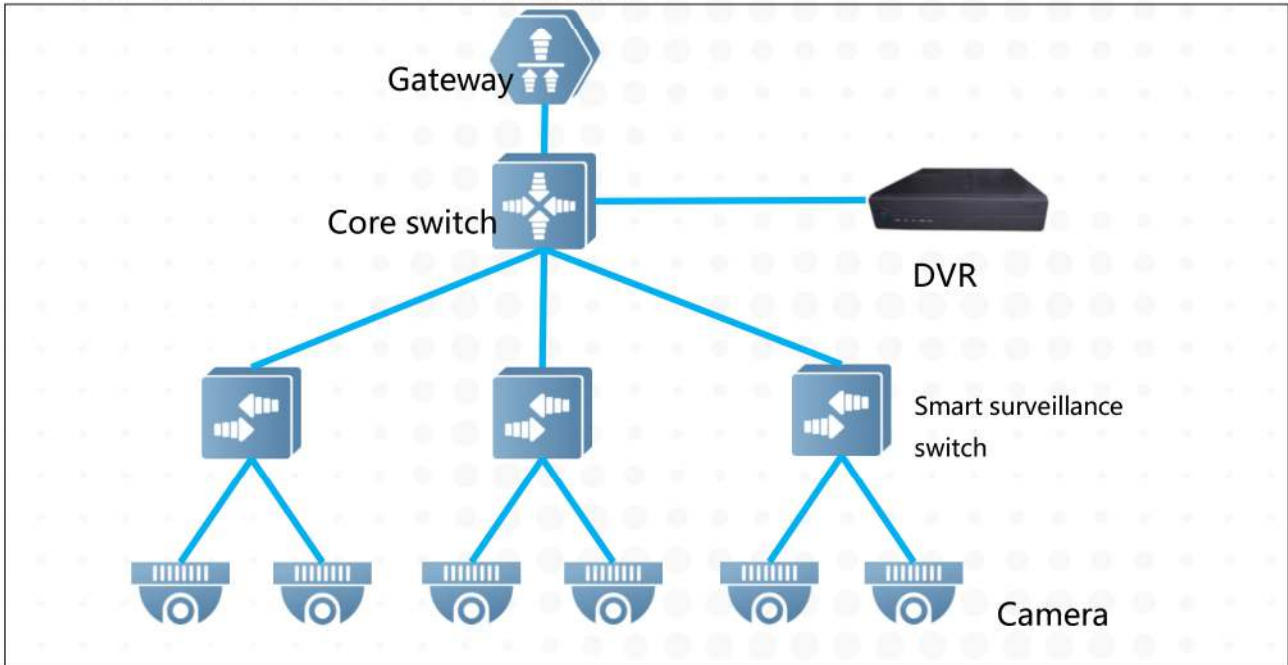 Gateway
Core switch
DVR
Smart surveillance
switch
Camera